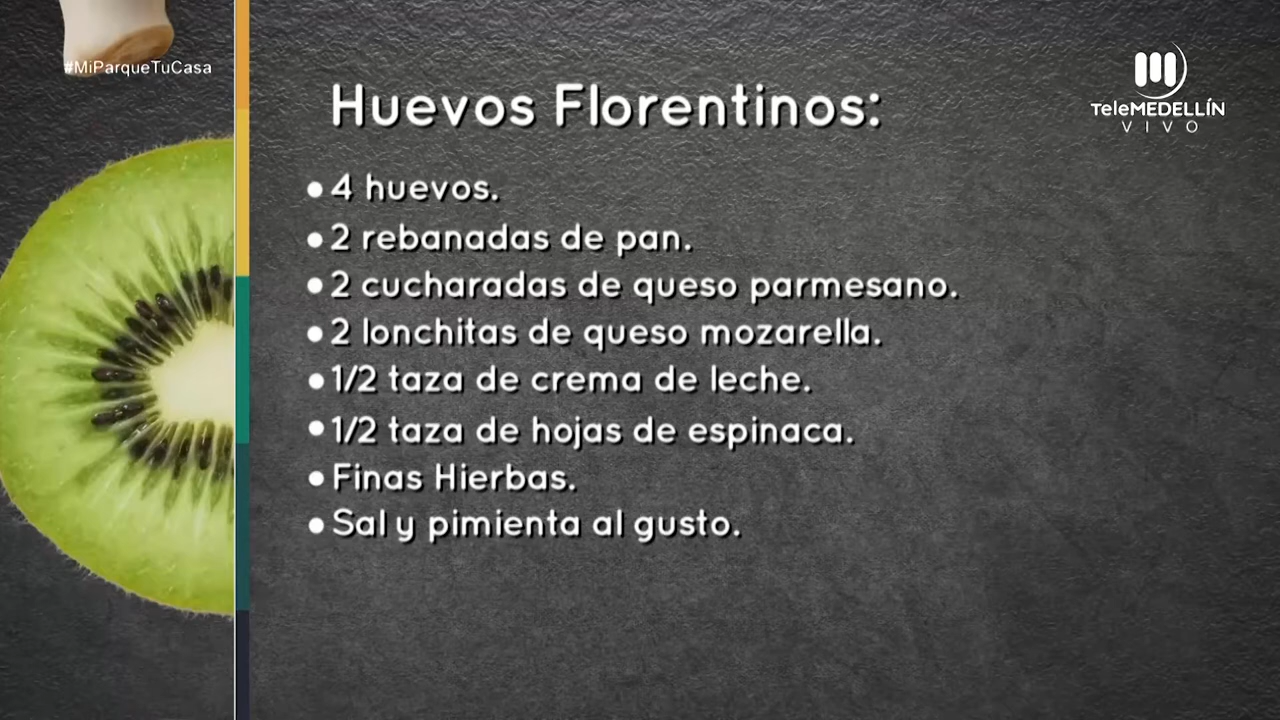 #MiParqueTuCasa
TeleMEDELLÍN
VIVO
Huevos Florentinos:
•4 huevos.
•2 rebanadas de pan.
•2 cucharadas de queso parmesano.
•2 lonchitas de queso mozarella.
•1/2 taza de crema de leche.
•1/2 taza de hojas de espinaca.
•Finas Hierbas.
•Sal y pimienta al gusto.